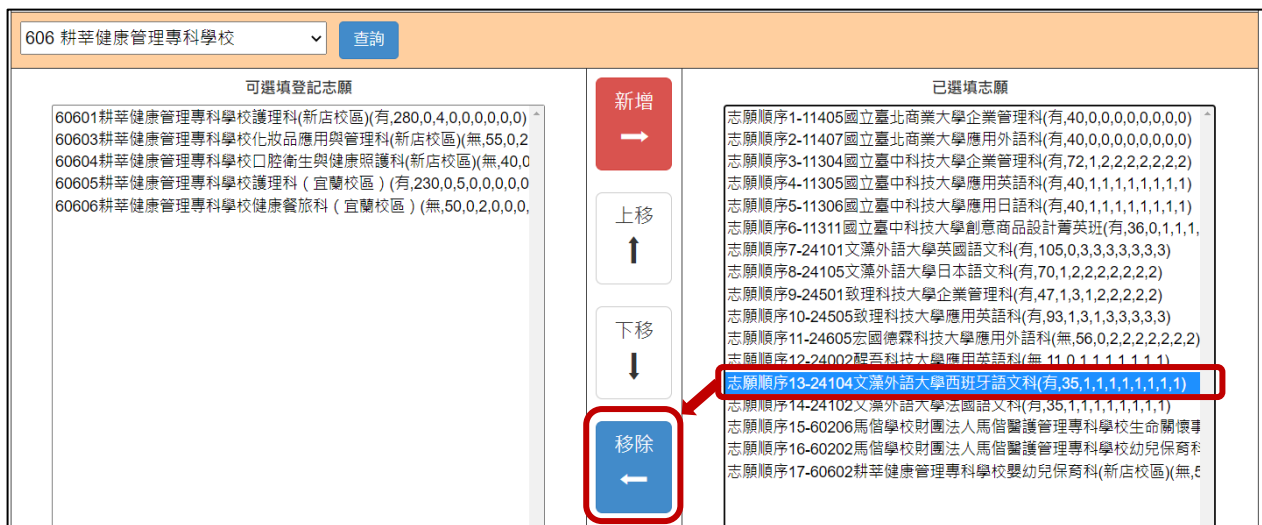 606 耕莘健康管理專科學校
查詢
可選填登記志願
60601耕莘健康管理專科學校護理科(新店校區)(有,280,0,4,0,0,0,0,0,0)
60603耕莘健康管理專科學校化妝品應用與管理科(新店校區)(無,55,0,2
60604耕莘健康管理專科學校口腔衛生與健康照護科(新店校區)(無,40,0
60605耕莘健康管理專科學校護理科(宜蘭校區)(有,230,0,5,0,0,0,0,0
60606耕莘健康管理專科學校健康餐旅科(宜蘭校區)(無,50,0,2,0,0,0,
新增
上移
下移
移除
已選填志願
志願順序1-11405國立臺北商業大學企業管理科(有,40,0,0,0,0,0,0,0,0)
志願順序2-11407國立臺北商業大學應用外語科(有,40,0,0,0,0,0,0,0,0)
志願順序3-11304國立臺中科技大學企業管理科(有,72,1,2,2,2,2,2,2,2)
志願順序4-11305國立臺中科技大學應用英語科(有,40,1,1,1,1,1,1,1,1)
志願順序5-11306國立臺中科技大學應用日語科(有,40,1,1,1,1,1,1,1,1)
志願順序6-11311國立臺中科技大學創意商品設計菁英班(有,36,0,1,1,1,
志願順序7-24101文藻外語大學英國語文科(有,105,0,3,3,3,3,3,3,3)
志願順序8-24105文藻外語大學日本語文科(有,70,1,2,2,2,2,2,2,2)
志願順序9-24501致理科技大學企業管理科(有,47,1,3,1,2,2,2,2,2)
志願順序10-24505致理科技大學應用英語科(有,93,1,3,1,3,3,3,3,3)
志願順序11-24605宏國德霖科技大學應用外語科(無,56,0,2,2,2,2,2,2,2)
志願順序12-24002醒吾科技大學應用英語科(無,11,0,1,1,1,1,1,1,1)
志願順序13-24104文藻外語大學西班牙語文科(有,35,1,1,1,1,1,1,1,1)
志願順序14-24102文藻外語大學法國語文科(有,35,1,1,1,1,1,1,1,1)
志願順序15-60206馬偕學校財團法人馬偕醫護管理專科學校生命關懷事
志願順序16-60202馬偕學校財團法人馬偕醫護管理專科學校幼兒保育科
志願順序17-60602耕莘健康管理專科學校嬰幼兒保育科(新店校區)(無,5